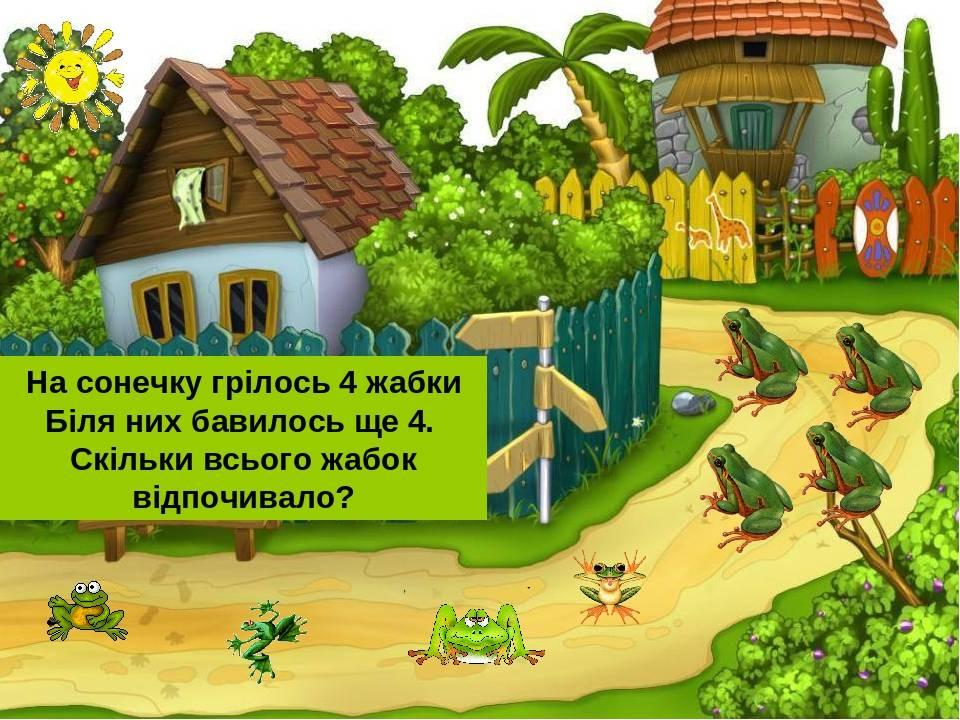 На сонечку грілось 4 жабки
Біля них бавилось ще 4.
Скільки всього жабок
відпочивало?